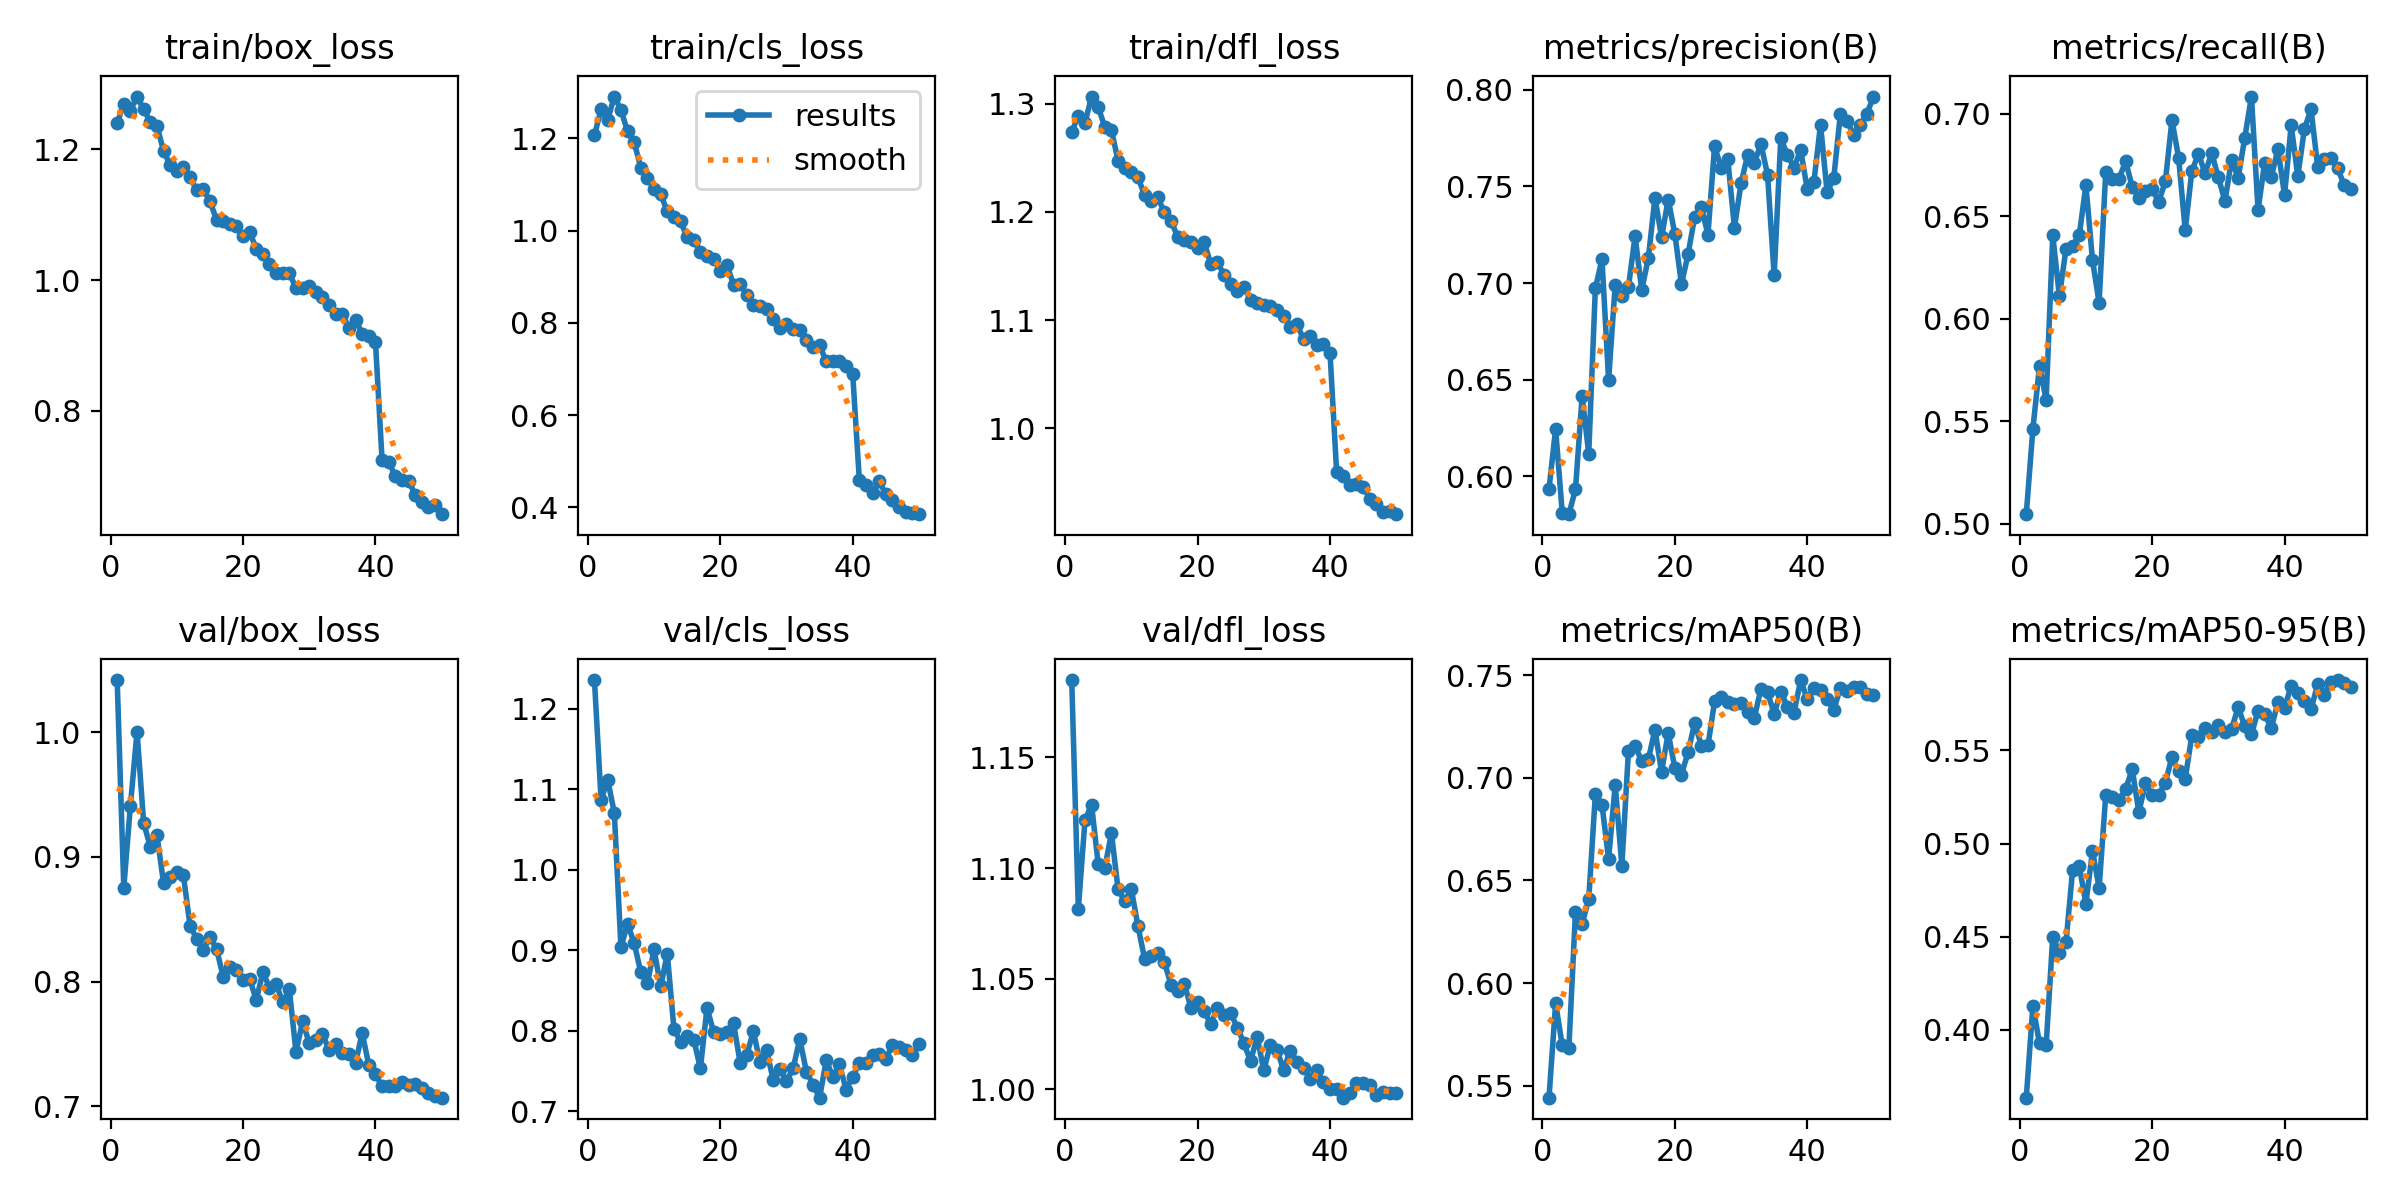 train/box_loss
train/cls_loss
train/dfl_loss
metrics/precision(B)
metrics/recall(B)
1.2
1.0
0.8
0 20 40
results
smooth
1.2
1.0
0.8
0.6
0.4
0 20 40
1.3
1.2
1.1
1.0
0 20 40
0.80
0.75
0.70
0.65
0.60
0 20 40
0.70
0.65
0.60
0.55
0.50
0 20 40
val/box_loss
val/cls_loss
val/dfl_loss
metrics/mAP50(B)
metrics/mAP50-95(B)
1.0
0.9
0.8
0.7
0 20 40
1.2
1.1
1.0
0.9
0.8
0.7
0 20 40
1.15
1.10
1.05
1.00
0 20 40
0.75
0.70
0.65
0.60
0.55
0 20 40
0.55
0.50
0.45
0.40
0 20 40